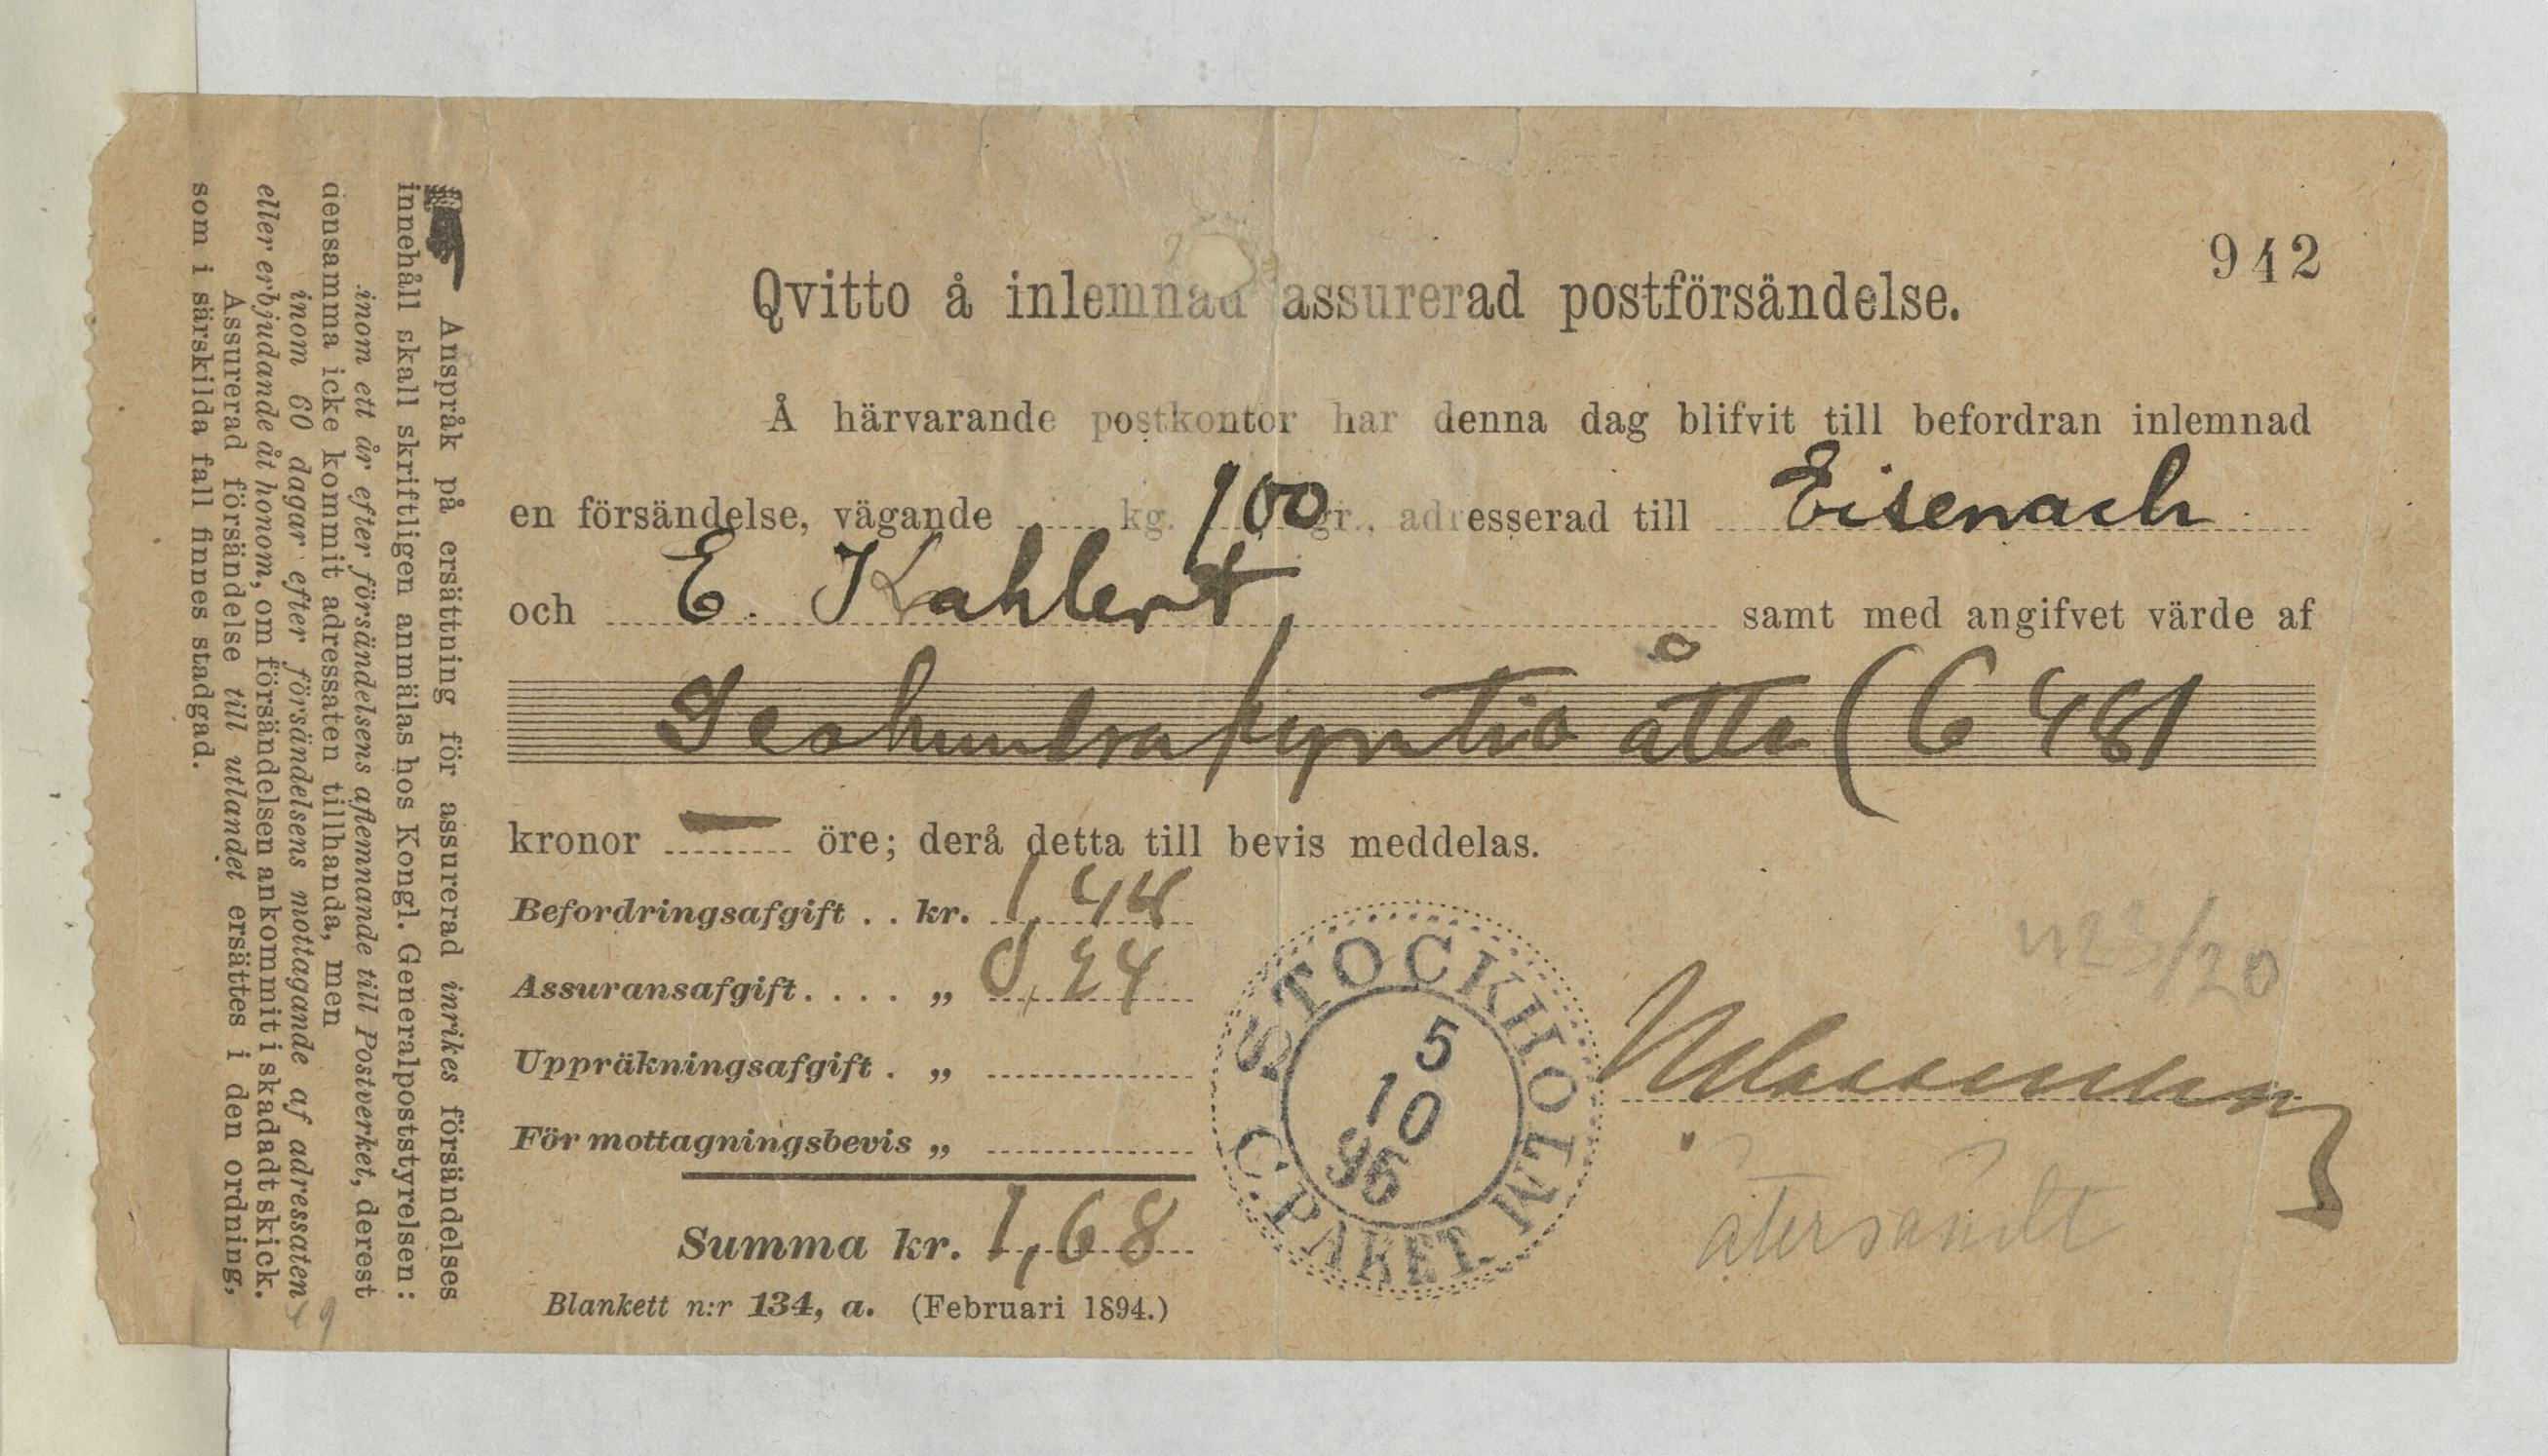 942
Qvitto å inlemnad assurerad postförsändelse.
Å härvarande postkontor har denna dag blifvit till befordran inlemnad
en försändelse, vägande kg. 900 gr., adresserad till Eisenach
och E. Kahlert samt med angifvet värde af
Sexhundrafyrtio åtta (648)
kronor — öre; derå detta till bevis meddelas.
Befordringsafgift . . kr. 1,44
Assuransafgift . . . . „ 0,24
Uppräkningsafgift . „
För mottagningsbevis „
Summa kr. 1,68
Blankett n:r 134, a. (Februari 1894.)
STOCKHOLM
5
10
95
C. PAKET.
återsändt
Anspråk på ersättning för assurerad inrikes försändelses
innehåll skall skriftligen anmälas hos Kongl. Generalpoststyrelsen:
inom ett år efter försändelsens aflemnande till Postverket, derest
densamma icke kommit adressaten tillhanda, men
inom 60 dagar efter försändelsens mottagande af adressaten
eller erbjudande åt honom, om försändelsen ankommit i skadadt skick.
Assurerad försändelse till utlandet ersättes i den ordning,
som i särskilda fall finnes stadgad.